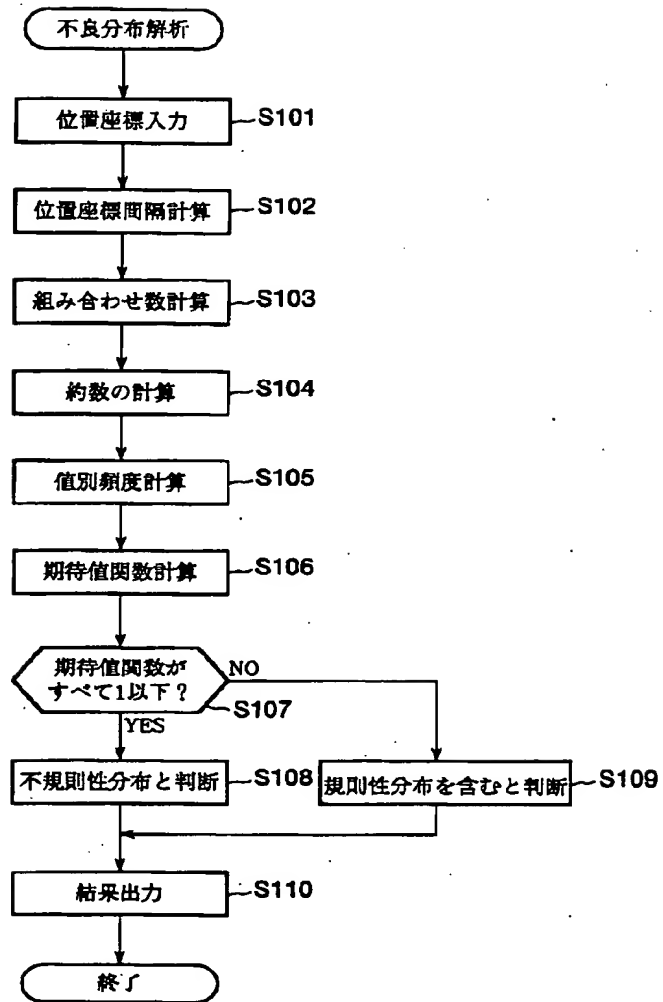 不良分布解析
位置座標入力
S101
位置座標間隔計算
S102
組み合わせ数計算
S103
約数の計算
S104
値別頻度計算
S105
期待値関数計算
S106
期待値関数が
すべて1以下?
NO
S107
YES
不規則性分布と判断
S108
規則性分布を含むと判断
S109
結果出力
S110
終了